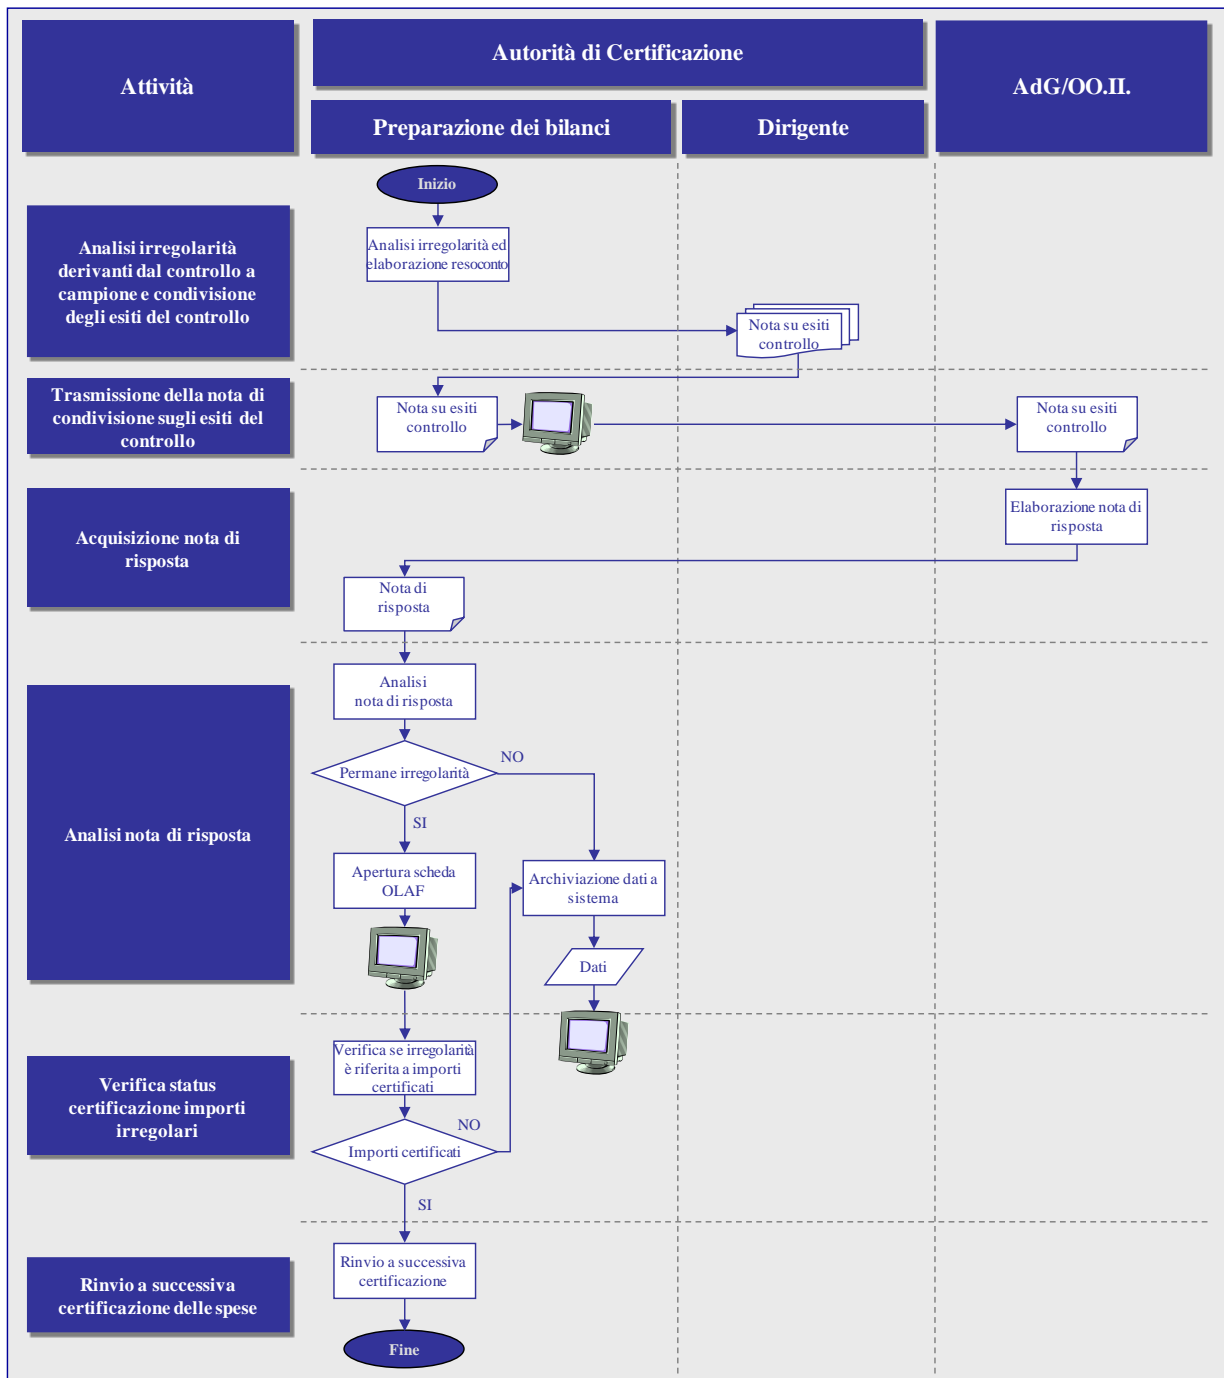 Attività
Autorità di Certificazione
AdG/OO.II.
Preparazione dei bilanci
Dirigente
Inizio
Analisi irregolarità
derivanti dal controllo a
campione e condivisione
degli esiti del controllo
Analisi irregolarità ed
elaborazione resoconto
Nota su esiti
controllo
Trasmissione della nota di
condivisione sugli esiti del
controllo
Nota su esiti
controllo
Nota su esiti
controllo
Acquisizione nota di
risposta
Elaborazione nota di
risposta
Nota di
risposta
Analisi nota di risposta
Analisi
nota di risposta
Permane irregolarità
NO
SI
Apertura scheda
OLAF
Archiviazione dati a
sistema
Dati
Verifica status
certificazione importi
irregolari
Verifica se irregolarità
è riferita a importi
certificati
NO
Importi certificati
SI
Rinvio a successiva
certificazione delle spese
Rinvio a successiva
certificazione
Fine